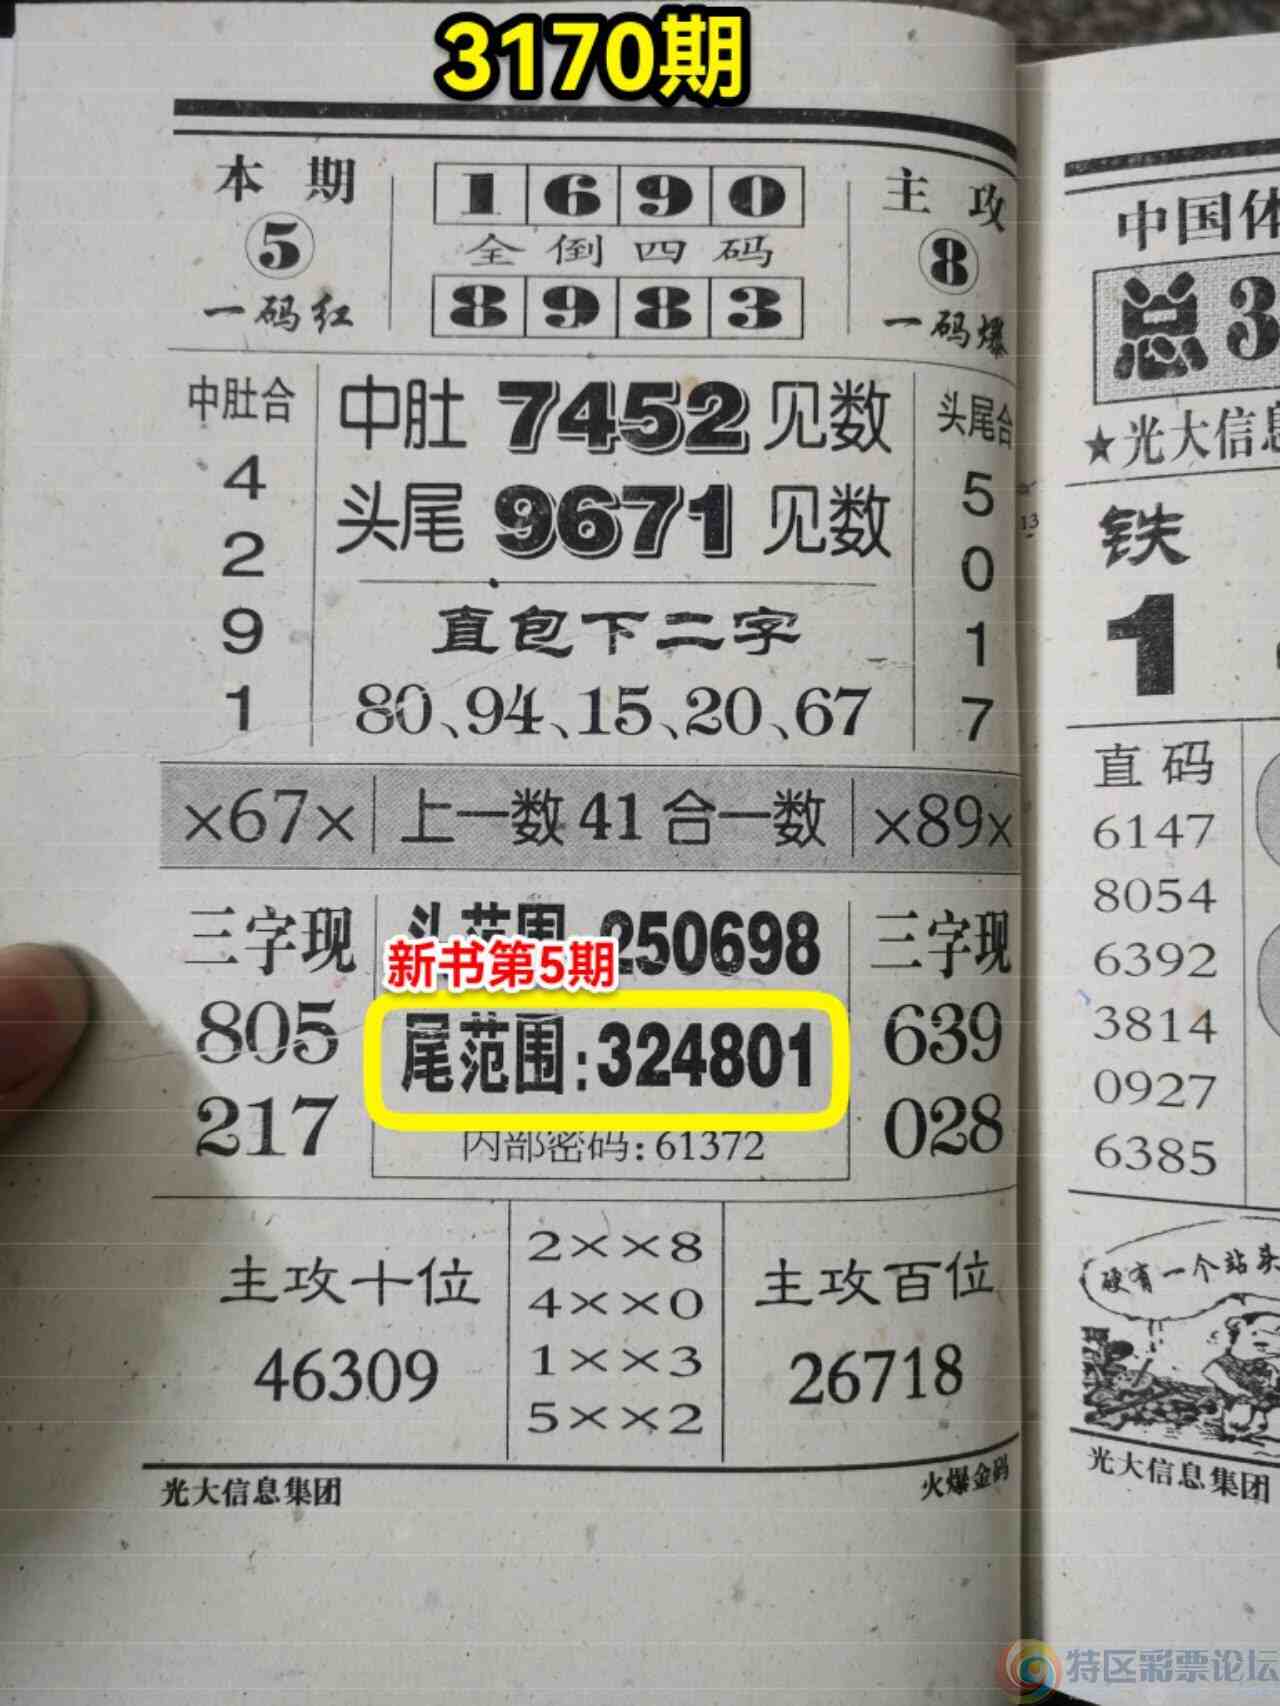 3170期
本期 1690 主攻
⑤ 全倒四码 ⑧
一码红 8983 一码爆
中肚合 中肚 7452 见数 头尾合
4 头尾 9671 见数 5
2 0
9 直包下二字 1
1 80、94、15、20、67 7
×67× 上一数41合一数 ×89×
三字现 头范围:250698 三字现
新书第5期
805 尾范围:324801 639
217 内部密码:61372 028
主攻十位 2××8 主攻百位
4××0
46309 1××3 26718
5××2
光大信息集团 火爆金码
中国体
总3
★光大信息
13
铁
1
直码
6147
8054
6392
3814
0927
6385
硬有一个站头
光大信息集团
特区彩票论坛